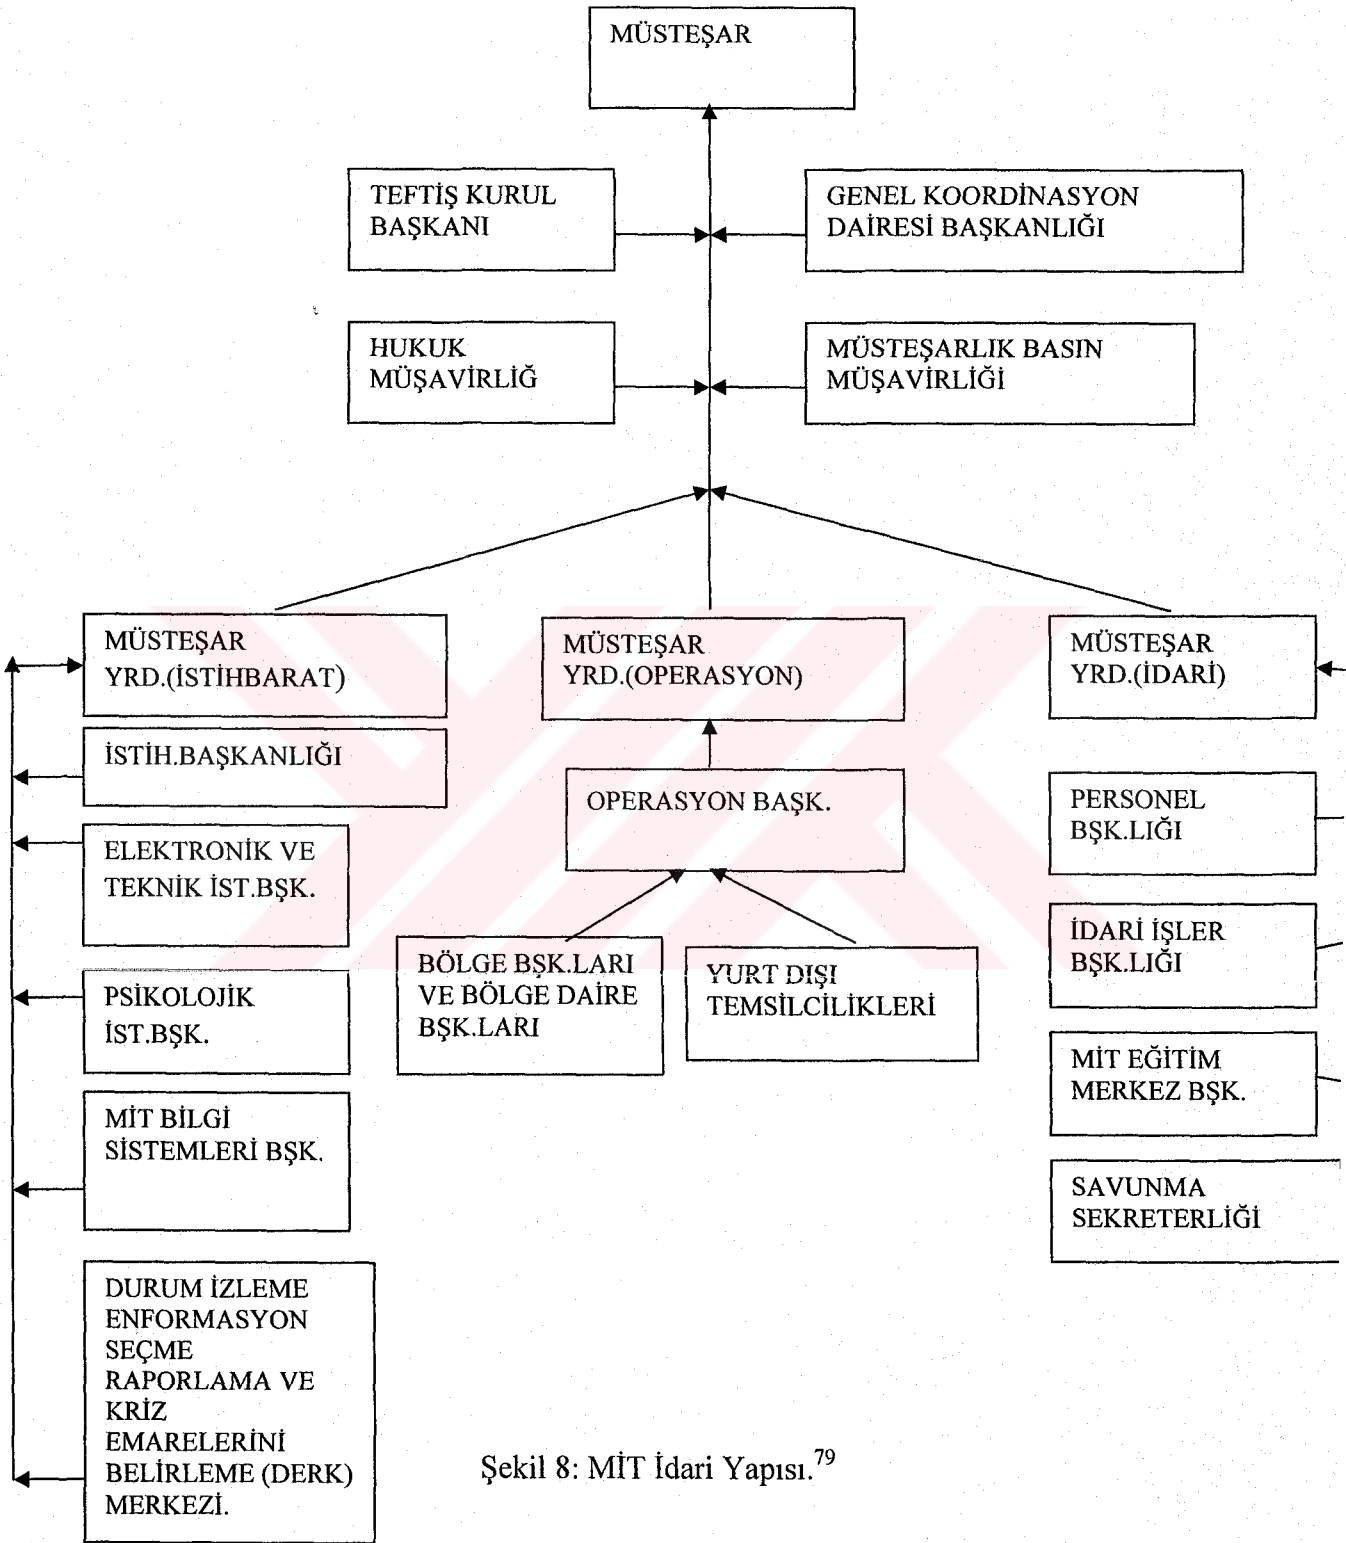 MÜSTEŞAR
TEFTİŞ KURUL
BAŞKANI
GENEL KOORDİNASYON
DAİRESİ BAŞKANLIĞI
HUKUK
MÜŞAVİRLİĞ
MÜSTEŞARLIK BASIN
MÜŞAVİRLİĞİ
MÜSTEŞAR
YRD.(İSTİHBARAT)
MÜSTEŞAR
YRD.(OPERASYON)
MÜSTEŞAR
YRD.(İDARİ)
İSTİH.BAŞKANLIĞI
ELEKTRONİK VE
TEKNİK İST.BŞK.
PSİKOLOJİK
İST.BŞK.
MİT BİLGİ
SİSTEMLERİ BŞK.
DURUM İZLEME
ENFORMASYON
SEÇME
RAPORLAMA VE
KRİZ
EMARELERİNİ
BELİRLEME (DERK)
MERKEZİ.
OPERASYON BAŞK.
BÖLGE BŞK.LARI
VE BÖLGE DAİRE
BŞK.LARI
YURT DIŞI
TEMSİLCİLİKLERİ
PERSONEL
BŞK.LIĞI
İDARİ İŞLER
BŞK.LIĞI
MİT EĞİTİM
MERKEZ BŞK.
SAVUNMA
SEKRETERLİĞİ
Şekil 8: MİT İdari Yapısı.79